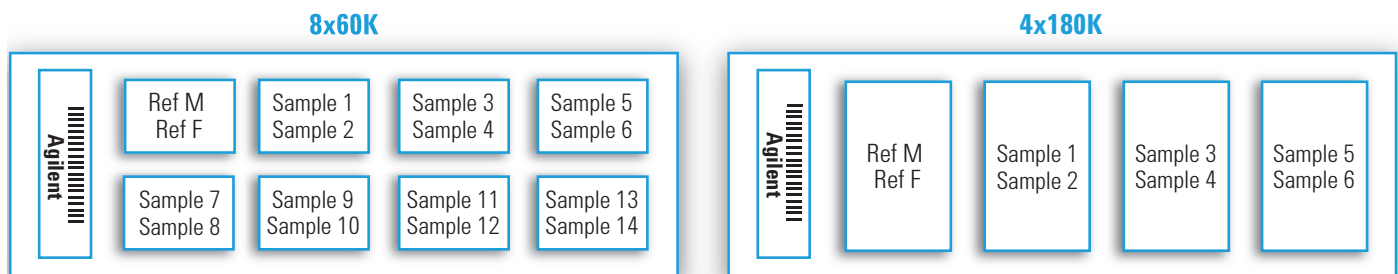 8x60K
Agilent
Ref M
Ref F
Sample 1
Sample 2
Sample 3
Sample 4
Sample 5
Sample 6
Sample 7
Sample 8
Sample 9
Sample 10
Sample 11
Sample 12
Sample 13
Sample 14
4x180K
Agilent
Ref M
Ref F
Sample 1
Sample 2
Sample 3
Sample 4
Sample 5
Sample 6